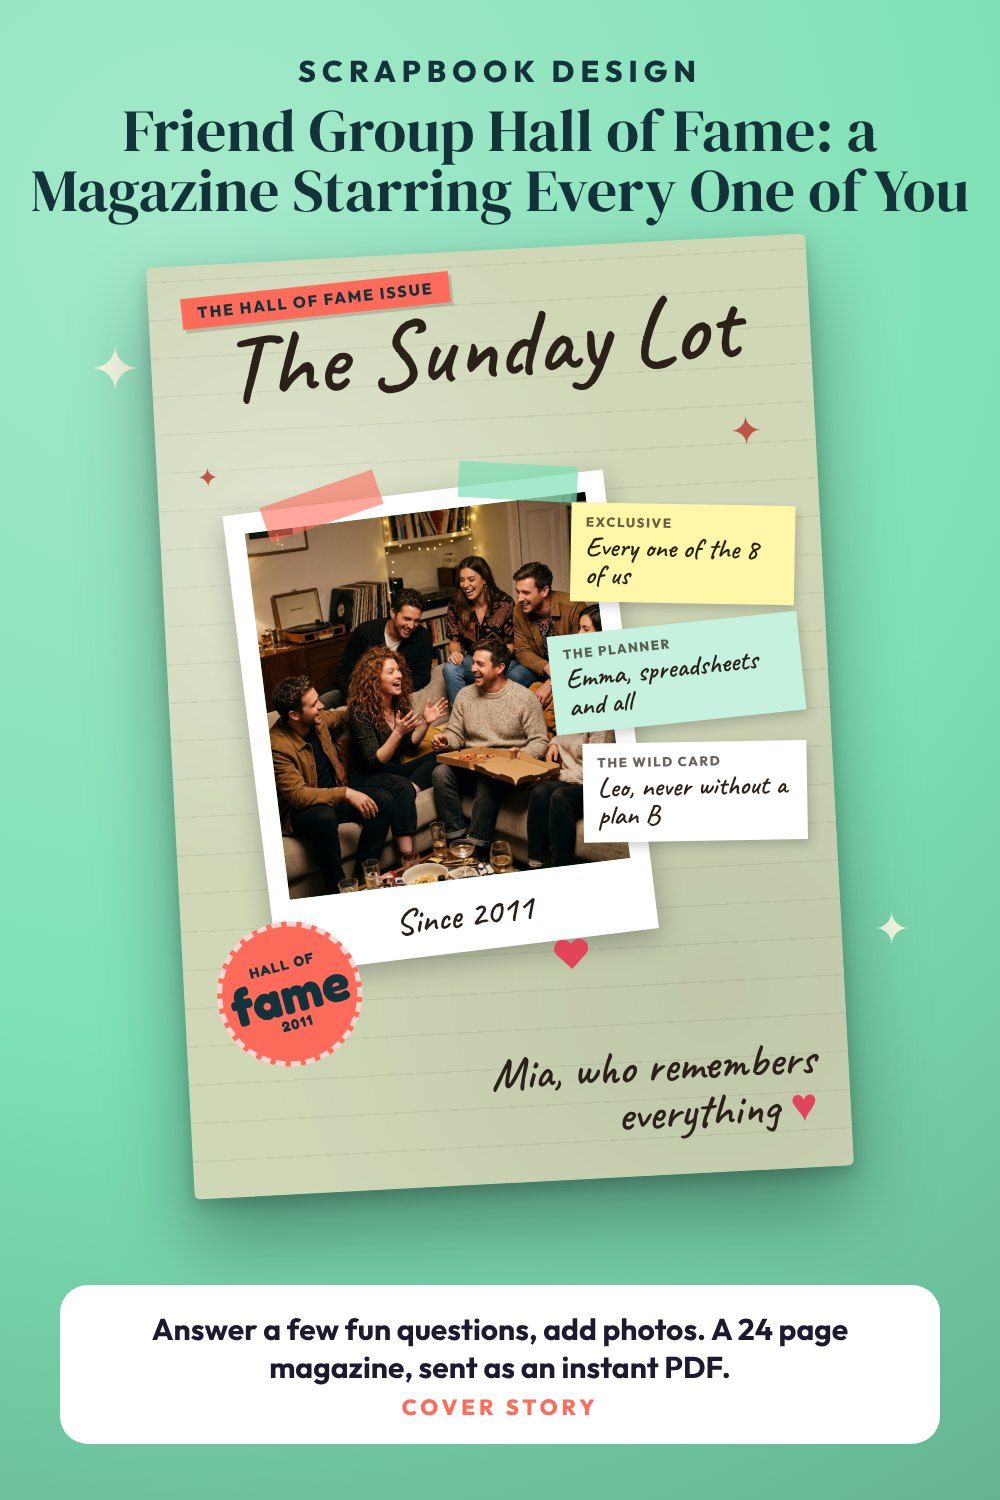 SCRAPBOOK DESIGN
Friend Group Hall of Fame: a
Magazine Starring Every One of You
THE HALL OF FAME ISSUE
The Sunday Lot
EXCLUSIVE
Every one of the 8
of us
THE PLANNER
Emma, spreadsheets
and all
THE WILD CARD
Leo, never without a
plan B
Since 2011
HALL OF
fame
2011
Mia, who remembers
everything
Answer a few fun questions, add photos. A 24 page
magazine, sent as an instant PDF.
COVER STORY